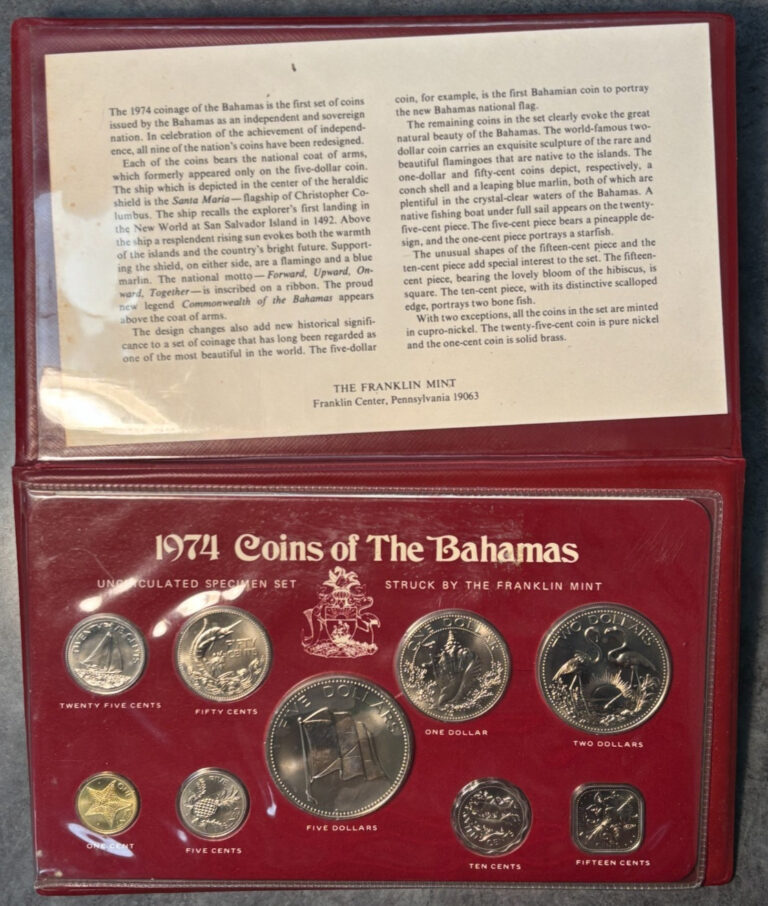 The 1974 coinage of the Bahamas is the first set of coins
issued by the Bahamas as an independent and sovereign
nation. In celebration of the achievement of independ-
ence, all nine of the nation's coins have been redesigned.
Each of the coins bears the national coat of arms,
which formerly appeared only on the five-dollar coin.
The ship which is depicted in the center of the heraldic
shield is the Santa Maria—flagship of Christopher Co-
lumbus. The ship recalls the explorer's first landing in
the New World at San Salvador Island in 1492. Above
the ship a resplendent rising sun evokes both the warmth
of the islands and the country's bright future. Support-
ing the shield, on either side, are a flamingo and a blue
marlin. The national motto—Forward, Upward, On-
ward, Together—is inscribed on a ribbon. The proud
new legend Commonwealth of the Bahamas appears
above the coat of arms.
The design changes also add new historical signifi-
cance to a set of coinage that has long been regarded as
one of the most beautiful in the world. The five-dollar
coin, for example, is the first Bahamian coin to portray
the new Bahamas national flag.
The remaining coins in the set clearly evoke the great
natural beauty of the Bahamas. The world-famous two-
dollar coin carries an exquisite sculpture of the rare and
beautiful flamingoes that are native to the islands. The
one-dollar and fifty-cent coins depict, respectively, a
conch shell and a leaping blue marlin, both of which are
plentiful in the crystal-clear waters of the Bahamas. A
native fishing boat under full sail appears on the twenty-
five-cent piece. The five-cent piece bears a pineapple de-
sign, and the one-cent piece portrays a starfish.
The unusual shapes of the fifteen-cent piece and the
ten-cent piece add special interest to the set. The fifteen-
cent piece, bearing the lovely bloom of the hibiscus, is
square. The ten-cent piece, with its distinctive scalloped
edge, portrays two bone fish.
With two exceptions, all the coins in the set are minted
in cupro-nickel. The twenty-five-cent coin is pure nickel
and the one-cent coin is solid brass.
THE FRANKLIN MINT
Franklin Center, Pennsylvania 19063
1974 Coins of The Bahamas
UNCIRCULATED SPECIMEN SET
STRUCK BY THE FRANKLIN MINT
TWENTY FIVE CENTS
FIFTY CENTS
ONE DOLLAR
TWO DOLLARS
TWENTY FIVE CENTS
FIFTY CENTS
ONE DOLLAR
TWO DOLLARS
FIVE DOLLARS
ONE CENT
FIVE CENTS
FIVE DOLLARS
TEN CENTS
FIFTEEN CENTS